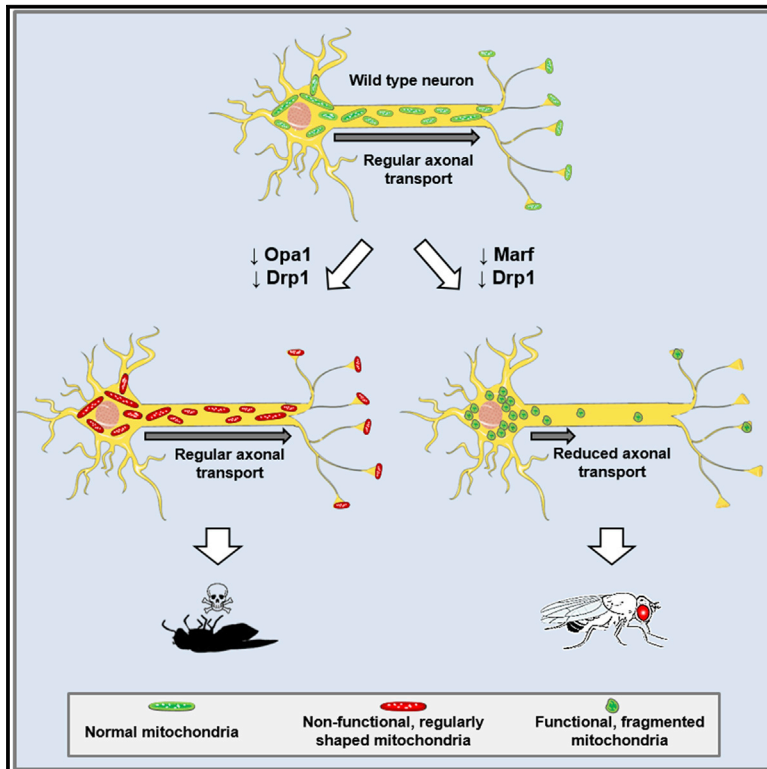 Wild type neuron
Regular axonal
transport
↓ Opa1
↓ Drp1
↓ Marf
↓ Drp1
Regular axonal
transport
Reduced axonal
transport
Normal mitochondria
Non-functional, regularly
shaped mitochondria
Functional, fragmented
mitochondria